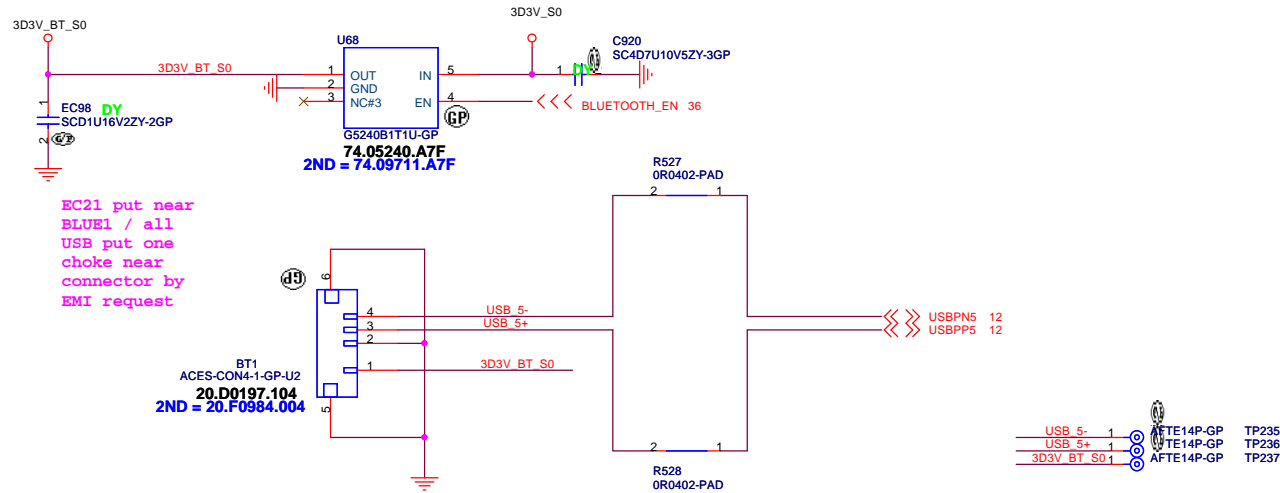 3D3V_BT_S0
3D3V_S0
U68
C920
SC4D7U10V5ZY-3GP
3D3V_BT_S0
1
OUT
IN
5
1
DY
2
GND
3
NC#3
EN
4
BLUETOOTH_EN 36
1
EC98
DY
SCD1U16V2ZY-2GP
2
GP
GP
G5240B1T1U-GP
74.05240.A7F
2ND = 74.09711.A7F
R527
0R0402-PAD
2
1
EC21 put near
BLUE1 / all
USB put one
choke near
connector by
EMI request
GP
6
4
USB_5-
3
USB_5+
2
1
3D3V_BT_S0
USBPN5 12
USBPP5 12
BT1
ACES-CON4-1-GP-U2
20.D0197.104
2ND = 20.F0984.004
5
2
1
R528
0R0402-PAD
USB_5-
1
AFTE14P-GP
TP235
USB_5+
1
AFTE14P-GP
TP236
3D3V_BT_S0
1
AFTE14P-GP
TP237